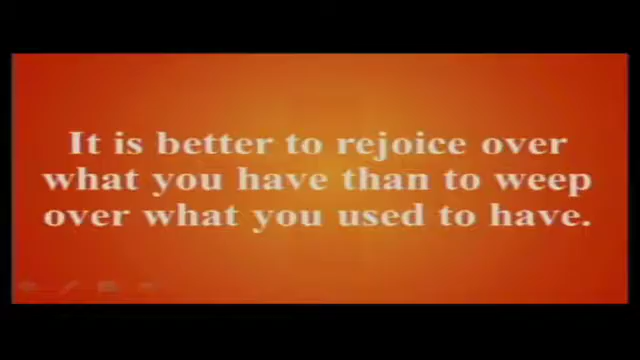 It is better to rejoice over
what you have than to weep
over what you used to have.